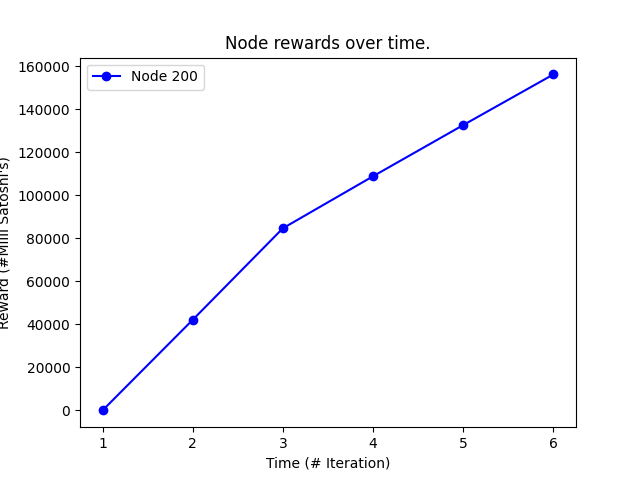 Node rewards over time.
Node 200
Reward (#Milli Satoshi's)
160000
140000
120000
100000
80000
60000
40000
20000
0
1 2 3 4 5 6
Time (# Iteration)